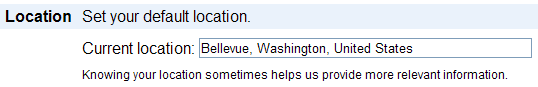 Location Set your default location.
Current location: Bellevue, Washington, United States
Knowing your location sometimes helps us provide more relevant information.